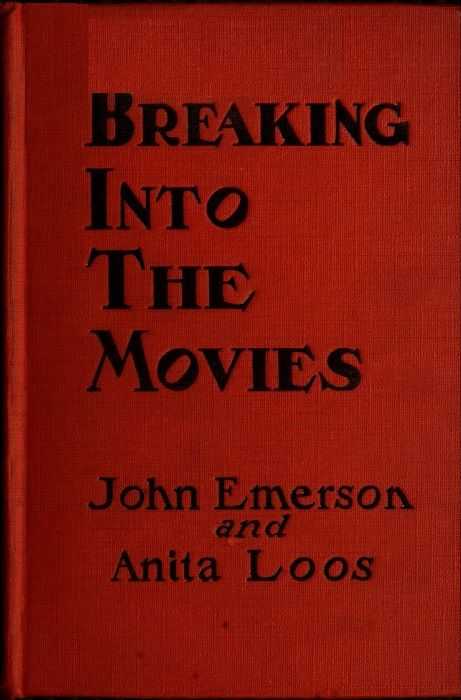 BREAKING
INTO
THE
MOVIES
John Emerson
and
Anita Loos